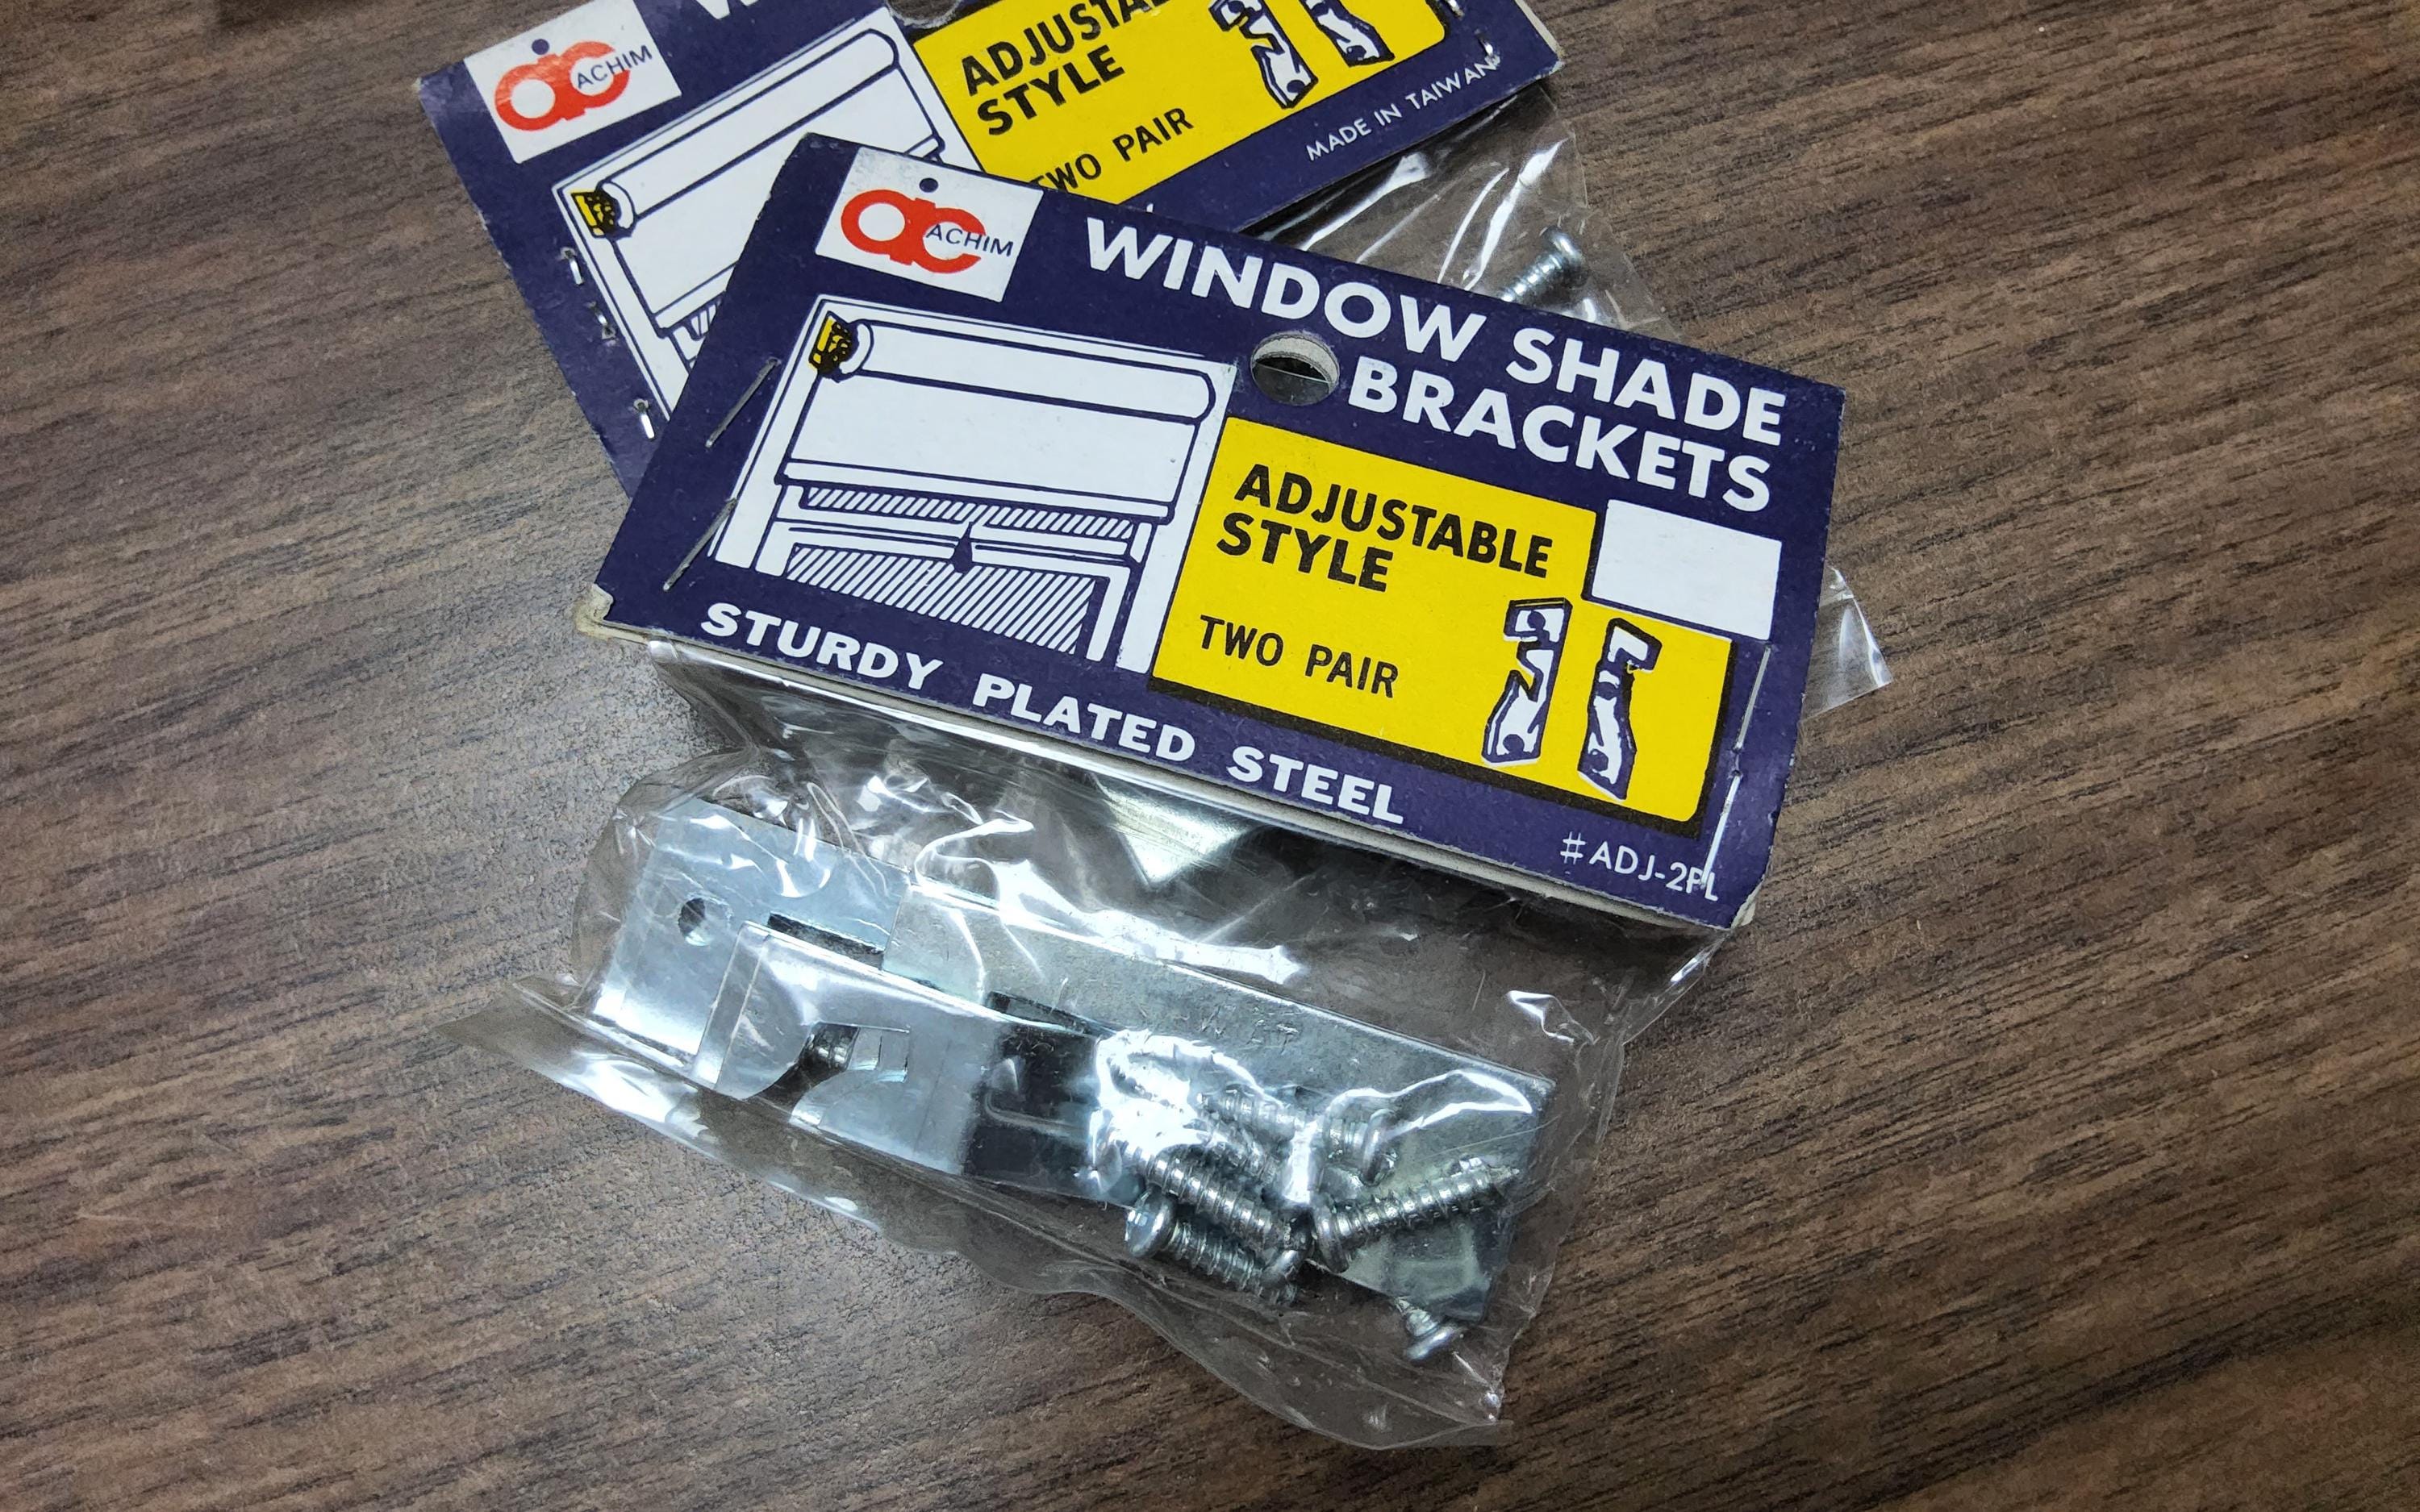 ACHIM
ADJUSTABLE
STYLE
TWO PAIR
MADE IN TAIWAN
ACHIM
WINDOW SHADE
BRACKETS
ADJUSTABLE
STYLE
TWO PAIR
STURDY PLATED STEEL
#ADJ-2PL